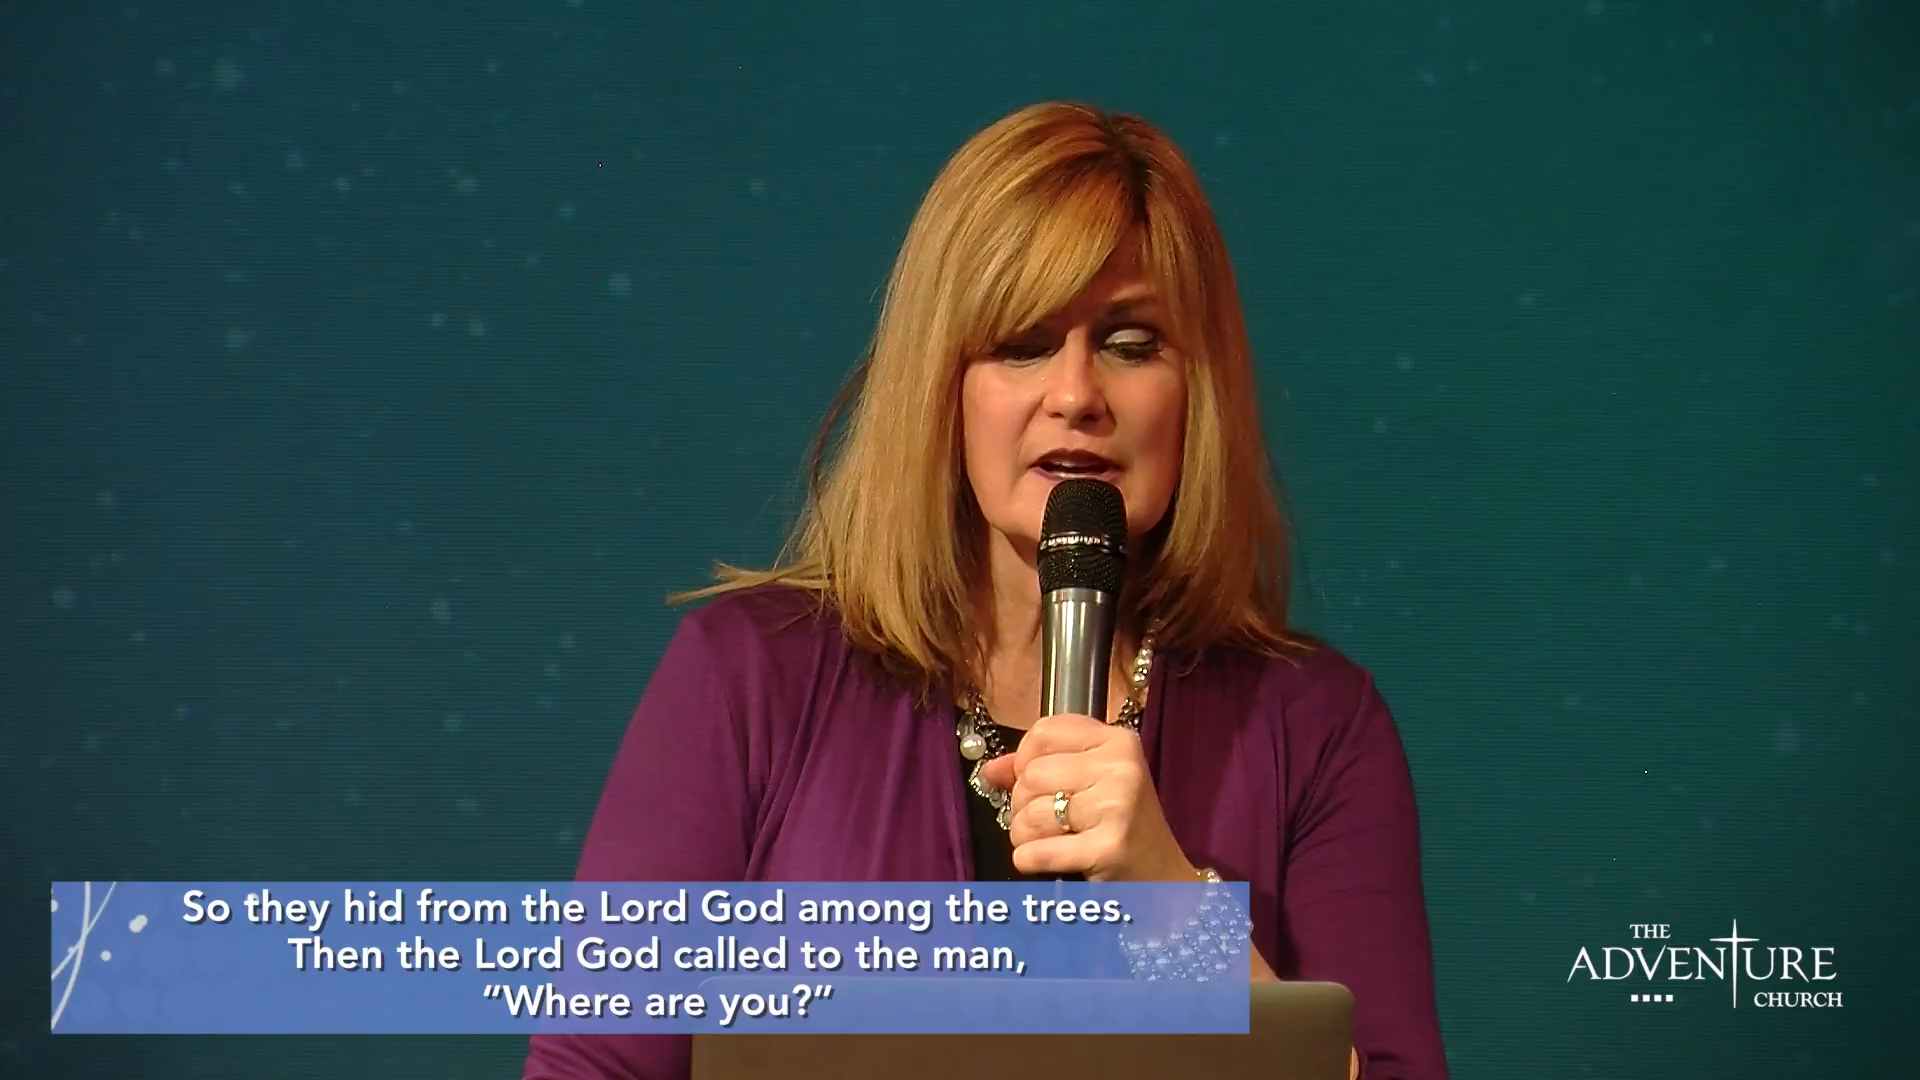 So they hid from the Lord God among the trees.
Then the Lord God called to the man,
"Where are you?"
THE
ADVENTURE
CHURCH